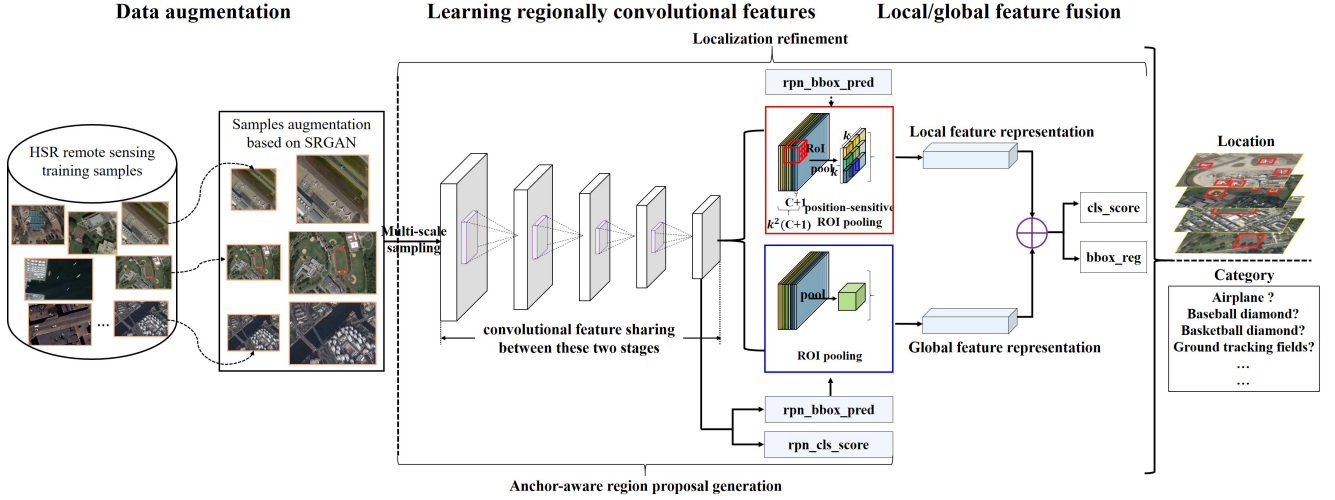 Data augmentation
Learning regionally convolutional features
Local/global feature fusion
Localization refinement
HSR remote sensing
training samples
...
Samples augmentation
based on SRGAN
Multi-scale
sampling
convolutional feature sharing
between these two stages
rpn_bbox_pred
RoI
pool
k
k
C+1
k²(C+1)
position-sensitive
ROI pooling
pool
ROI pooling
rpn_bbox_pred
rpn_cls_score
Anchor-aware region proposal generation
Local feature representation
Global feature representation
cls_score
bbox_reg
Location
Category
Airplane ?
Baseball diamond?
Basketball diamond?
Ground tracking fields?
...
...